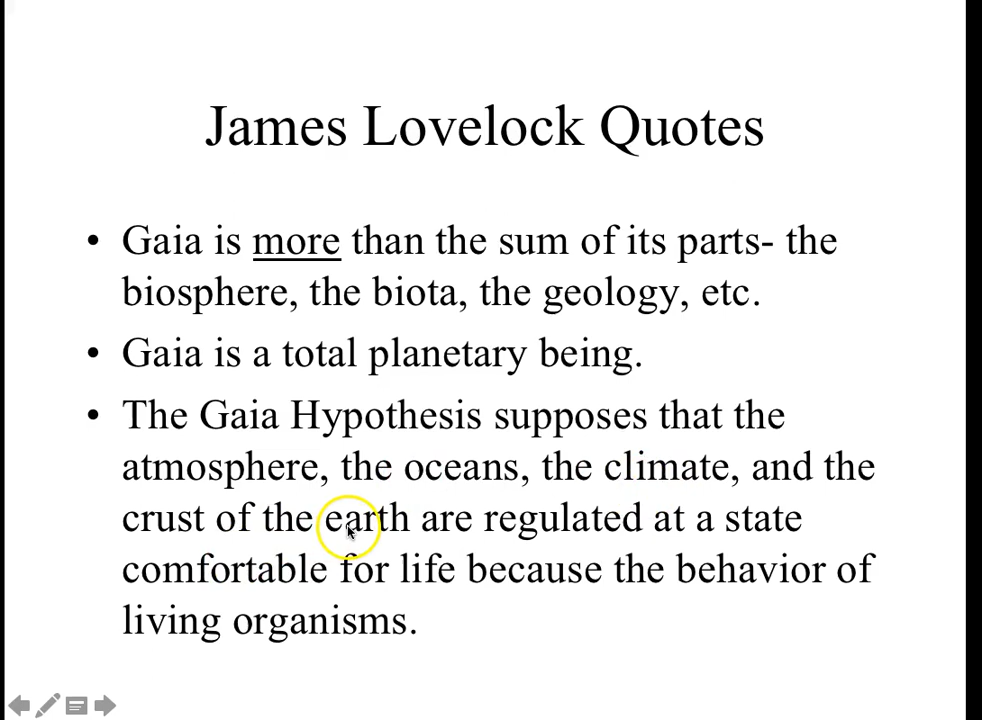 James Lovelock Quotes
• Gaia is more than the sum of its parts- the
biosphere, the biota, the geology, etc.
• Gaia is a total planetary being.
• The Gaia Hypothesis supposes that the
atmosphere, the oceans, the climate, and the
crust of the earth are regulated at a state
comfortable for life because the behavior of
living organisms.